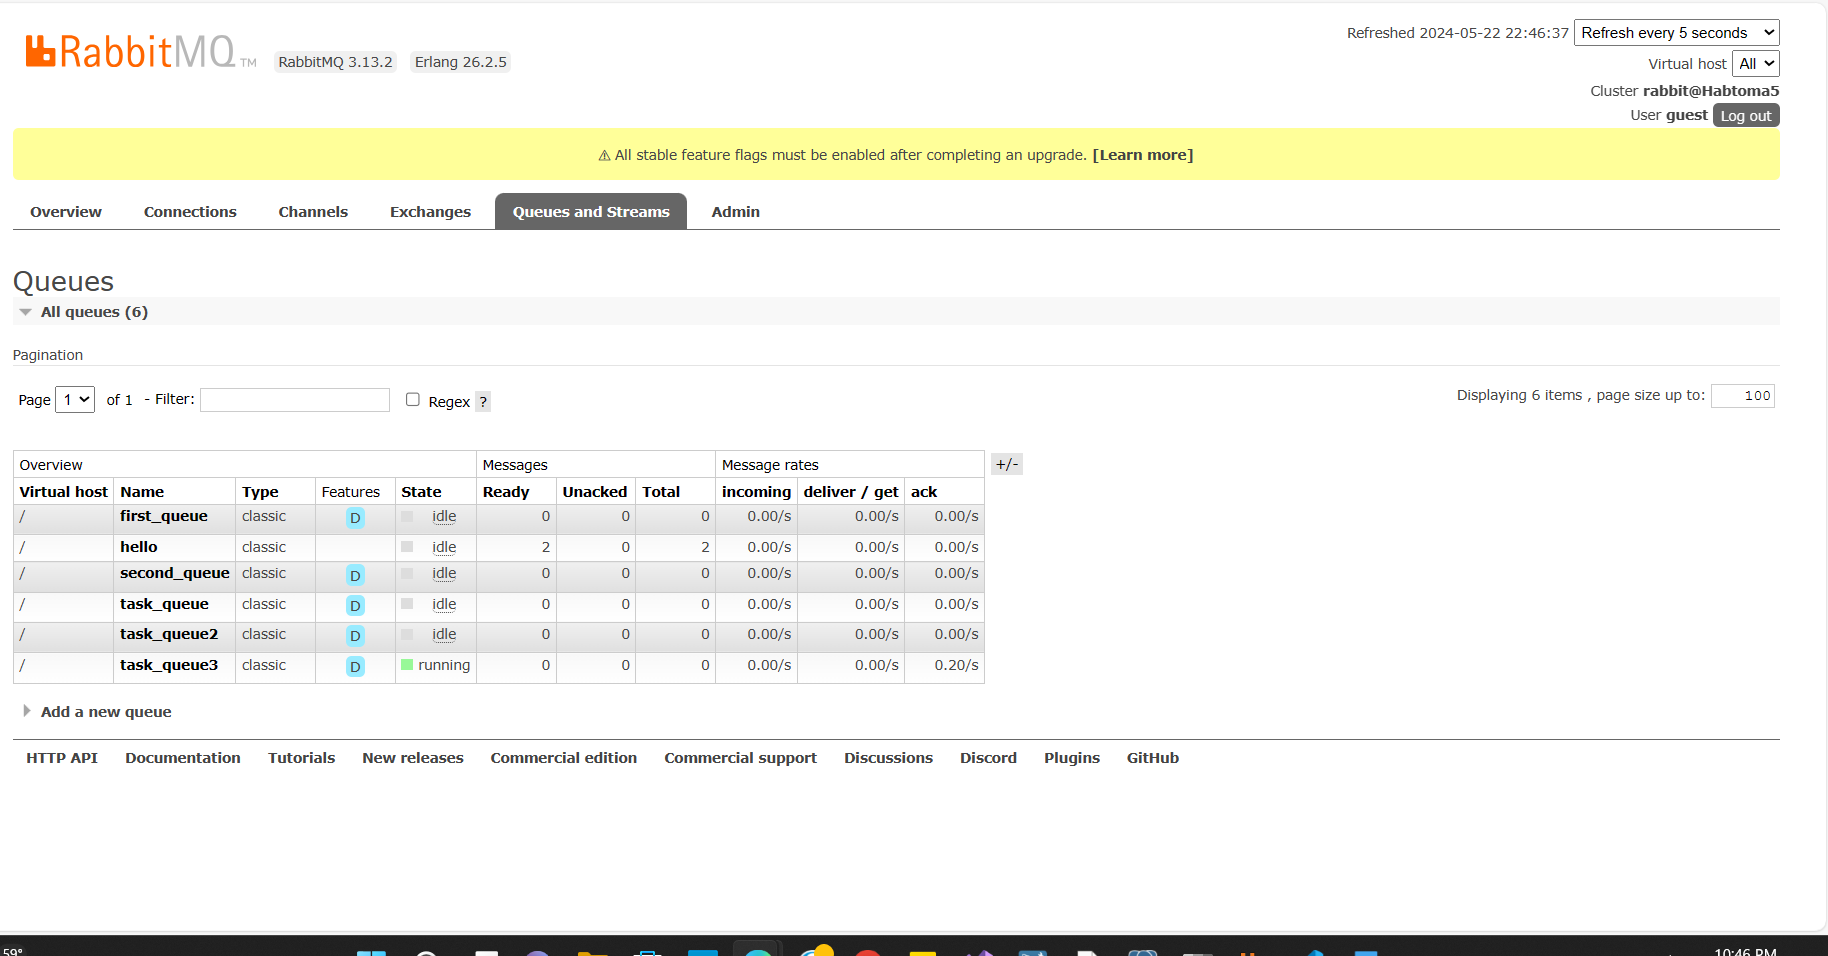 RabbitMQ TM RabbitMQ 3.13.2 Erlang 26.2.5
Refreshed 2024-05-22 22:46:37 Refresh every 5 seconds
Virtual host All
Cluster rabbit@Habtoma5
User guest Log out
⚠ All stable feature flags must be enabled after completing an upgrade. [Learn more]
Overview Connections Channels Exchanges Queues and Streams Admin
Queues
All queues (6)
Pagination
Page 1 of 1 - Filter: Regex ? Displaying 6 items , page size up to: 100
Overview Messages Message rates +/-
Virtual host Name Type Features State Ready Unacked Total incoming deliver / get ack
/ first_queue classic D idle 0 0 0 0.00/s 0.00/s 0.00/s
/ hello classic idle 2 0 2 0.00/s 0.00/s 0.00/s
/ second_queue classic D idle 0 0 0 0.00/s 0.00/s 0.00/s
/ task_queue classic D idle 0 0 0 0.00/s 0.00/s 0.00/s
/ task_queue2 classic D idle 0 0 0 0.00/s 0.00/s 0.00/s
/ task_queue3 classic D running 0 0 0 0.00/s 0.00/s 0.20/s
Add a new queue
HTTP API Documentation Tutorials New releases Commercial edition Commercial support Discussions Discord Plugins GitHub
59° 10:46 PM